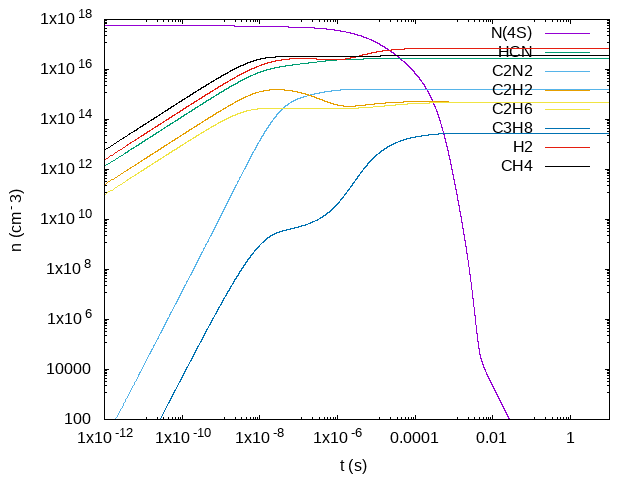 1x10^18
1x10^16
1x10^14
1x10^12
1x10^10
1x10^8
1x10^6
10000
100
n (cm^-3)
N(4S)
HCN
C2N2
C2H2
C2H6
C3H8
H2
CH4
1x10^-12 1x10^-10 1x10^-8 1x10^-6 0.0001 0.01 1
t (s)